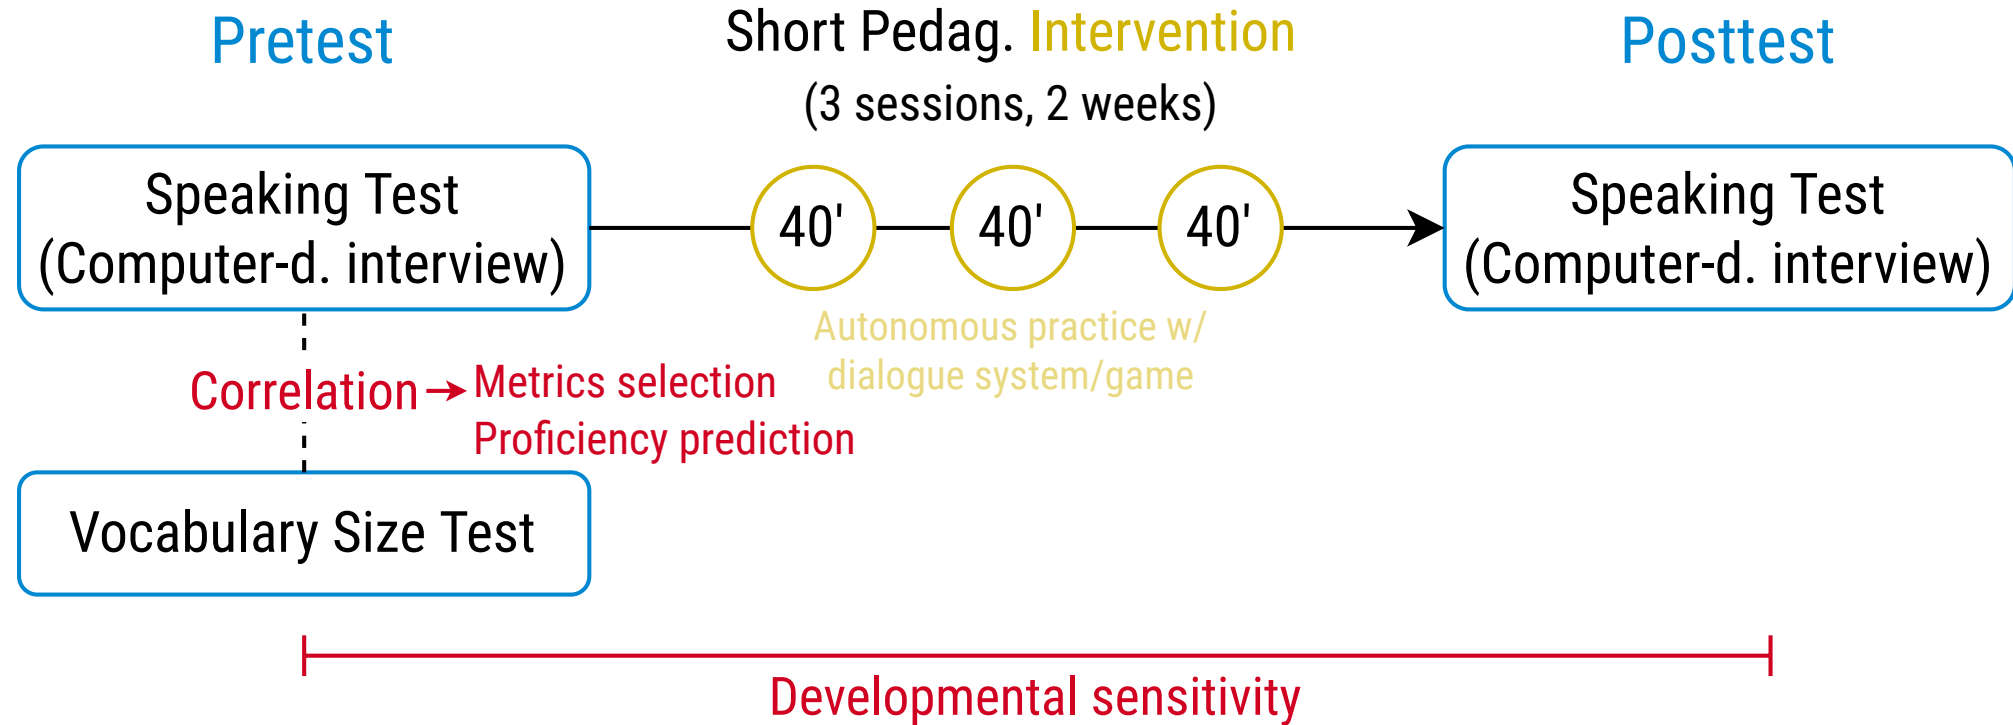 Pretest
Short Pedag. Intervention
(3 sessions, 2 weeks)
Posttest
Speaking Test
(Computer-d. interview)
40'
40'
40'
Speaking Test
(Computer-d. interview)
Autonomous practice w/
dialogue system/game
Correlation
Metrics selection
Proficiency prediction
Vocabulary Size Test
Developmental sensitivity